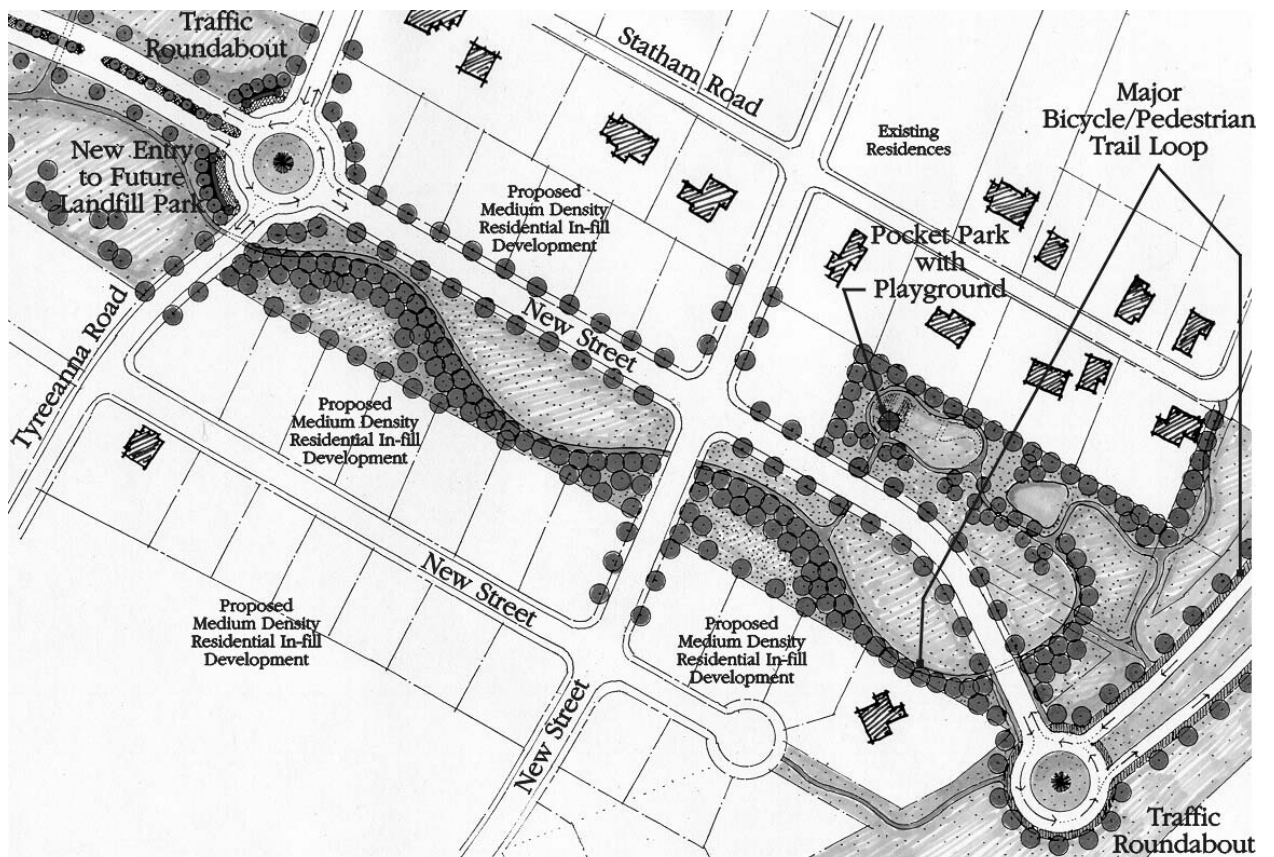 Traffic
Roundabout
Statham Road
Major
Bicycle/Pedestrian
Trail Loop
Existing
Residences
New Entry
to Future
Landfill Park
Proposed
Medium Density
Residential In-fill
Development
Pocket Park
with
Playground
New Street
Tyreeanna Road
Proposed
Medium Density
Residential In-fill
Development
New Street
Proposed
Medium Density
Residential In-fill
Development
Proposed
Medium Density
Residential In-fill
Development
New Street
Traffic
Roundabout